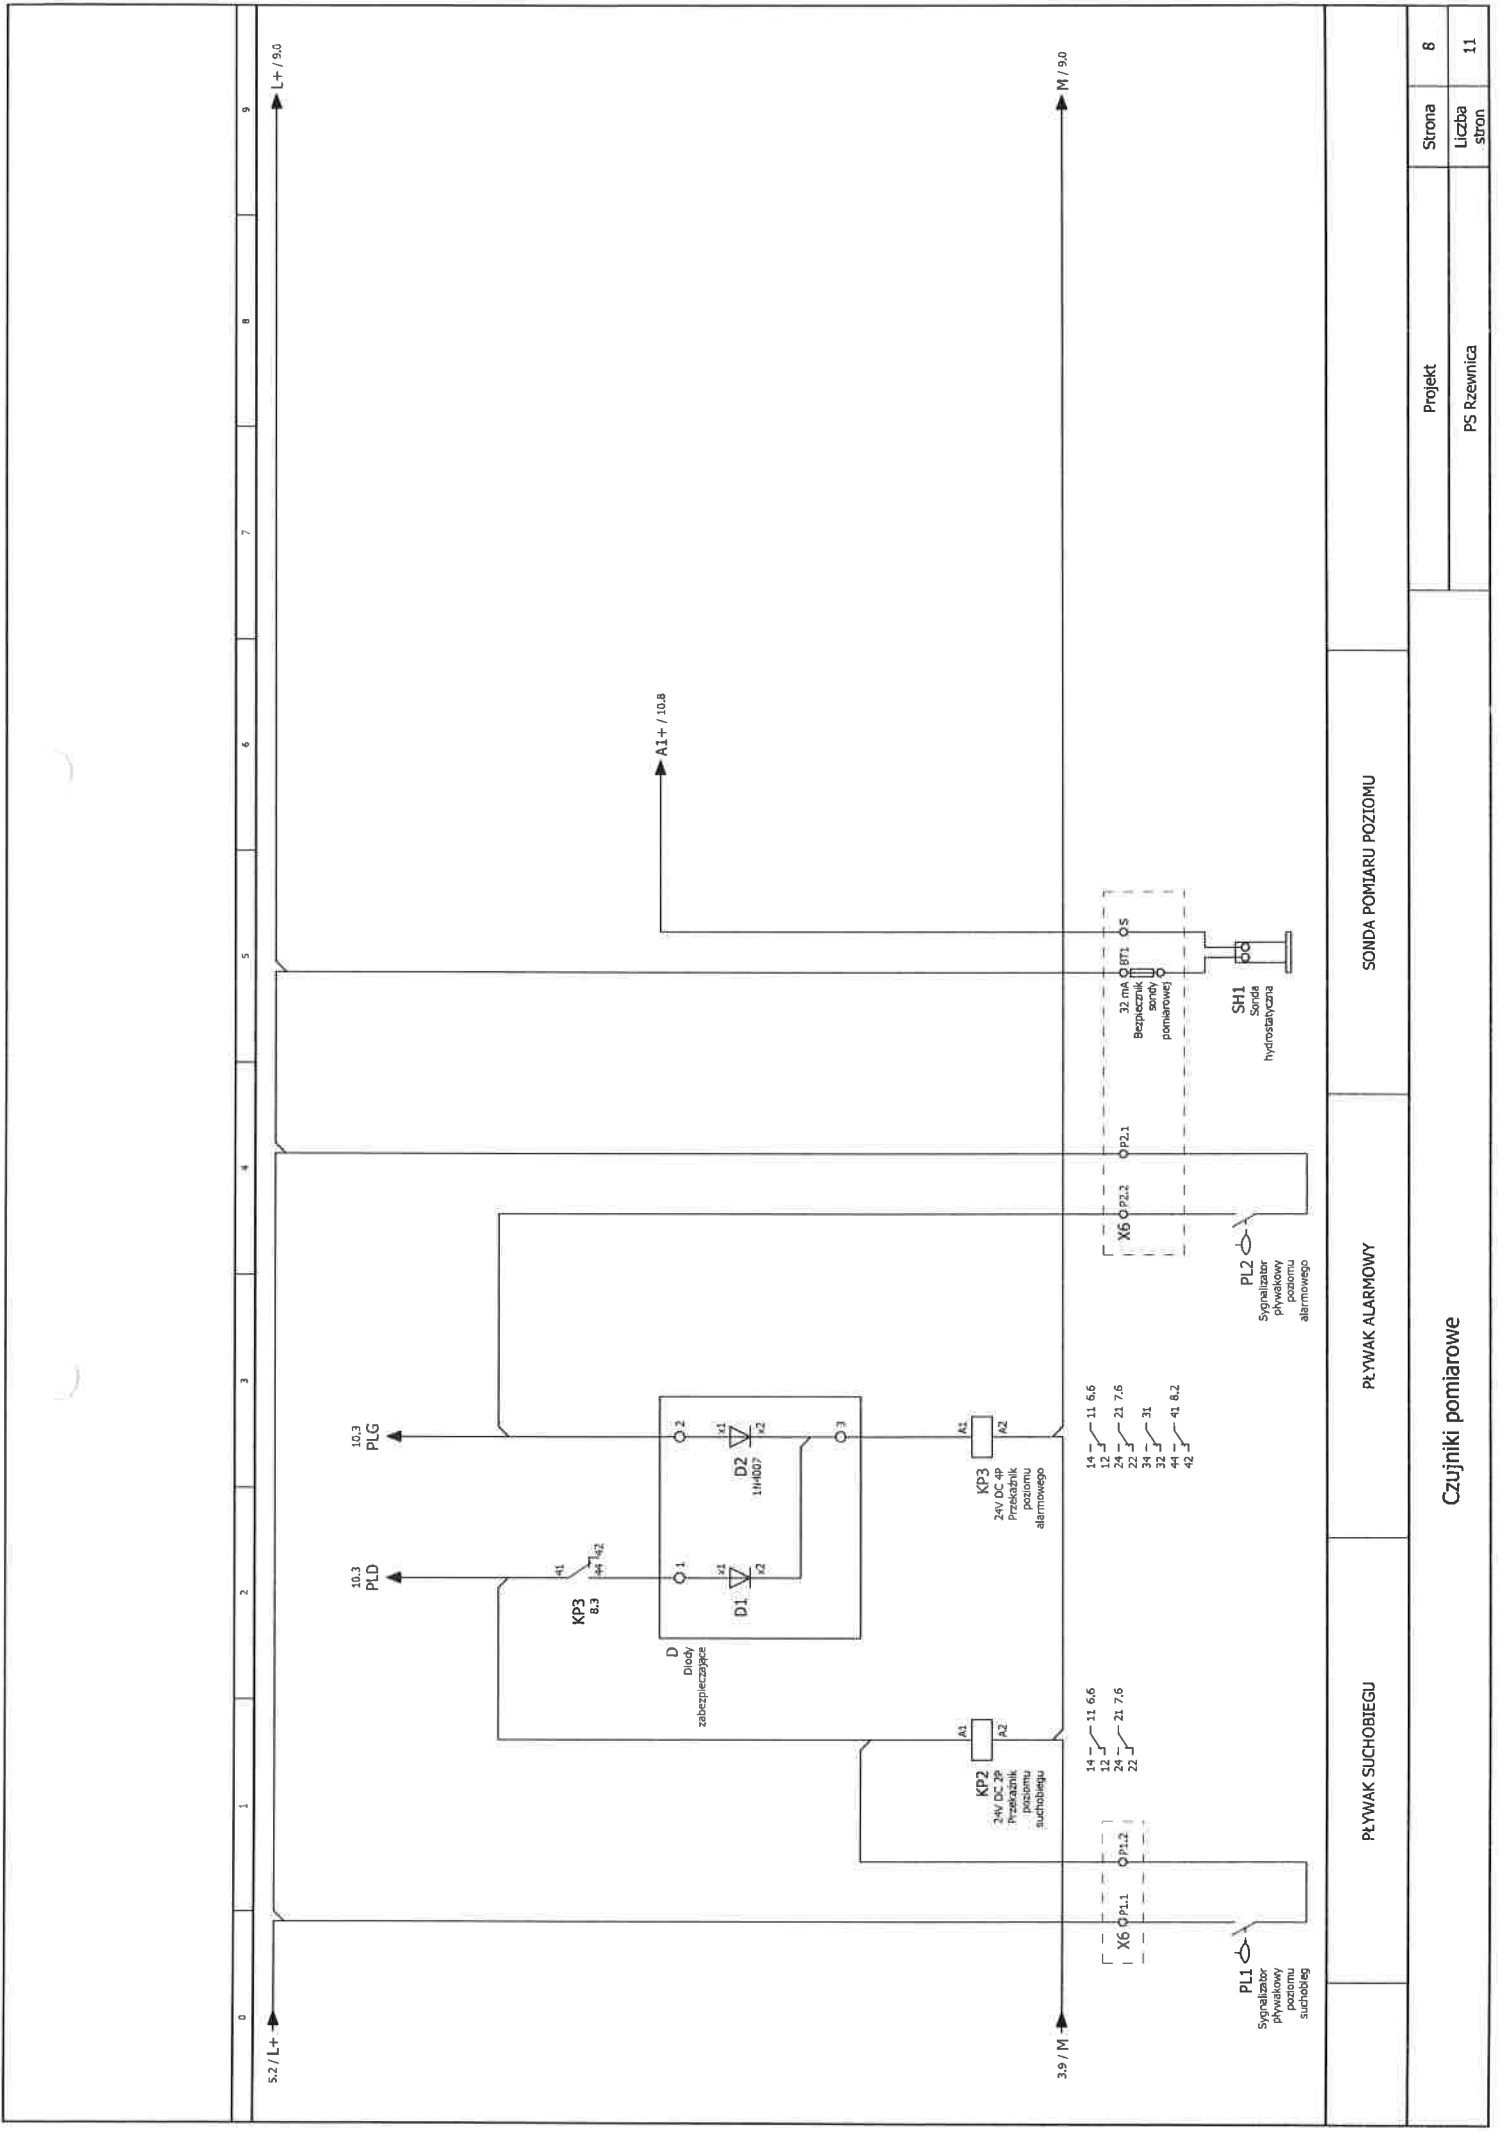 0 1 2 3 4 5 6 7 8 9
5.2 / L+
L+ / 9.0
10.3
PLD
10.3
PLG
41
KP3
8.3
44 42
D
Diody
zabezpieczające
1
2
x1
D1
x2
x1
D2
1N4007
x2
3
A1+ / 10.8
A1
KP2
24V DC 2P
Przekaźnik
poziomu
suchobiegu
A2
A1
KP3
24V DC 4P
Przekaźnik
poziomu
alarmowego
A2
3.9 / M
M / 9.0
14 11 6.6
12
24 21 7.6
22
14 11 6.6
12
24 21 7.6
22
34 31
32
44 41 8.2
42
X6 P1.1 P1.2
X6 P2.2 P2.1
BT1 S
32 mA
Bezpiecznik
sondy
pomiarowej
PL1
Sygnalizator
pływakowy
poziomu
suchobieg
PL2
Sygnalizator
pływakowy
poziomu
alarmowego
SH1
Sonda
hydrostatyczna
PŁYWAK SUCHOBIEGU
PŁYWAK ALARMOWY
SONDA POMIARU POZIOMU
Czujniki pomiarowe
Projekt
PS Rzewnica
Strona 8
Liczba
stron
11